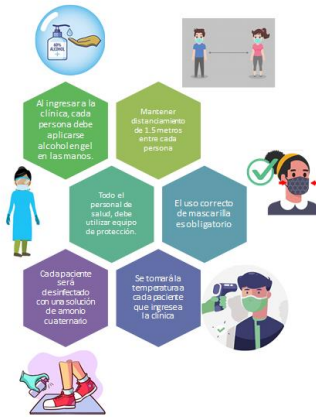 80%
ALCOHOL
Al ingresar a la
clínica, cada
persona debe
aplicarse
alcohol en gel
en las manos.
Mantener
distanciamiento
de 1.5 metros
entre cada
persona
Todo el
personal de
salud, debe
utilizar equipo
de protección.
El uso correcto
de mascarilla
es obligatorio
Cada paciente
será
desinfectado
con una solución
de amonio
cuaternario
Se tomará la
temperatura a
cada paciente
que ingrese a
la clínica